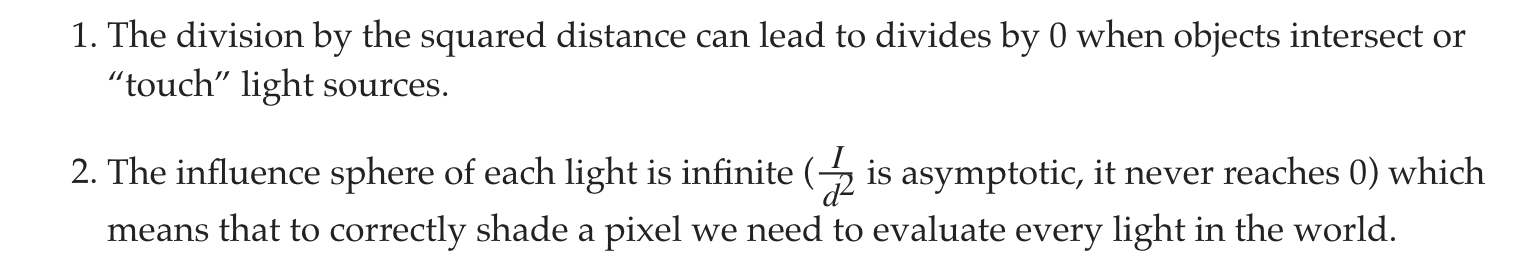 1. The division by the squared distance can lead to divides by 0 when objects intersect or
“touch” light sources.
2. The influence sphere of each light is infinite (I/d² is asymptotic, it never reaches 0) which
means that to correctly shade a pixel we need to evaluate every light in the world.